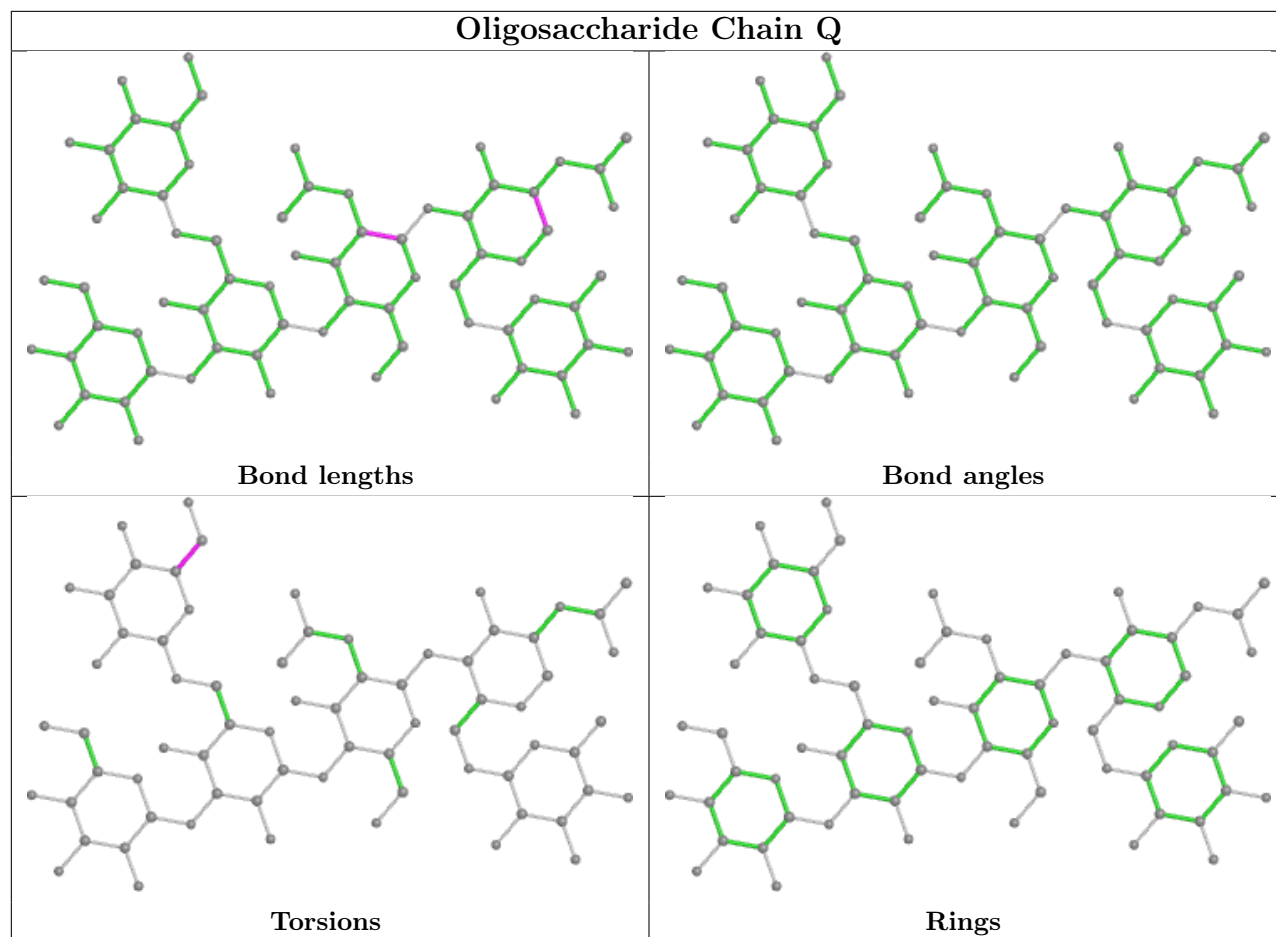 Oligosaccharide Chain Q
Bond lengths
Bond angles
Torsions
Rings